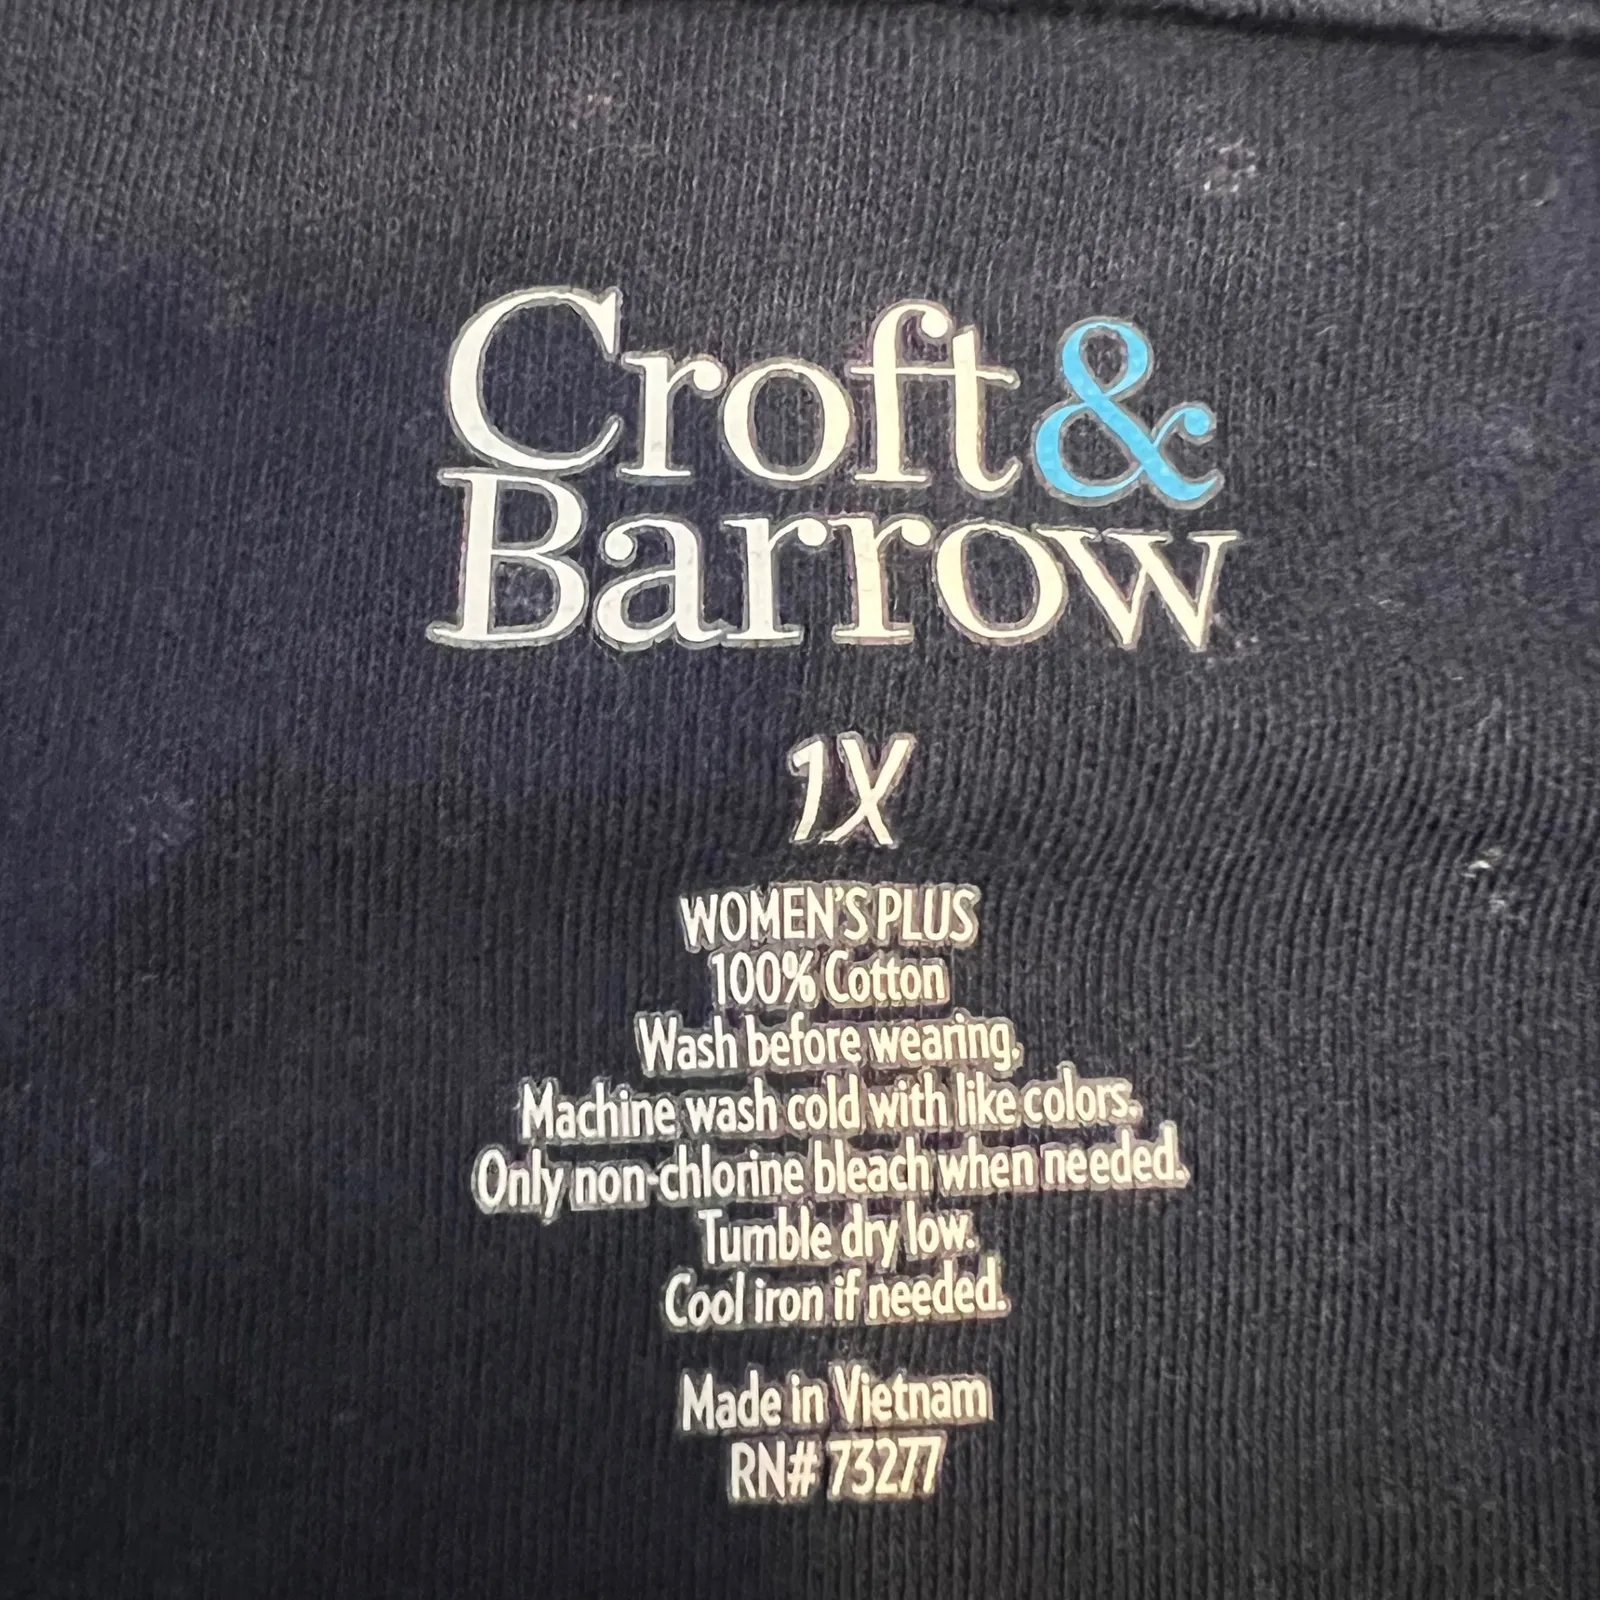 Croft &
Barrow
1X
WOMEN'S PLUS
100% Cotton
Wash before wearing.
Machine wash cold with like colors.
Only non-chlorine bleach when needed.
Tumble dry low.
Cool iron if needed.
Made in Vietnam
RN# 73277